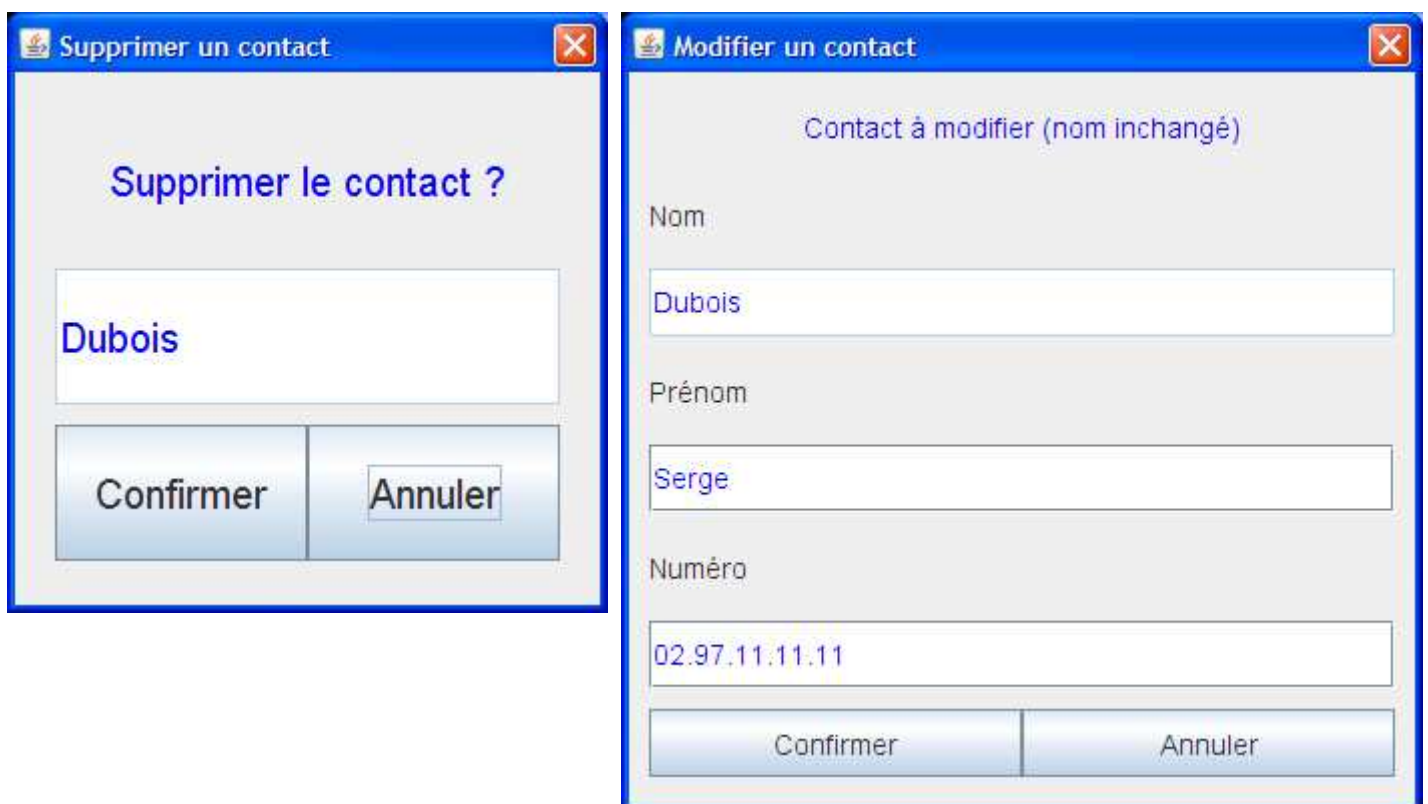 Supprimer un contact
Supprimer le contact ?
Dubois
Confirmer Annuler
Modifier un contact
Contact à modifier (nom inchangé)
Nom
Dubois
Prénom
Serge
Numéro
02.97.11.11.11
Confirmer Annuler